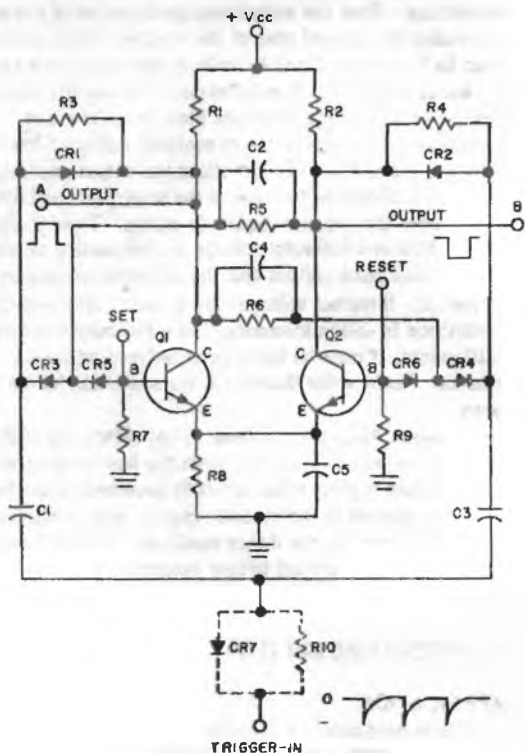 + Vcc
R3
R1
R2
R4
CR1
C2
CR2
A
OUTPUT
R5
OUTPUT
B
C4
RESET
SET
R6
Q1
Q2
C
C
CR3
CR5
B
B
CR6
CR4
E
E
R7
R9
R8
C5
C1
C3
CR7
R10
0
-
TRIGGER-IN